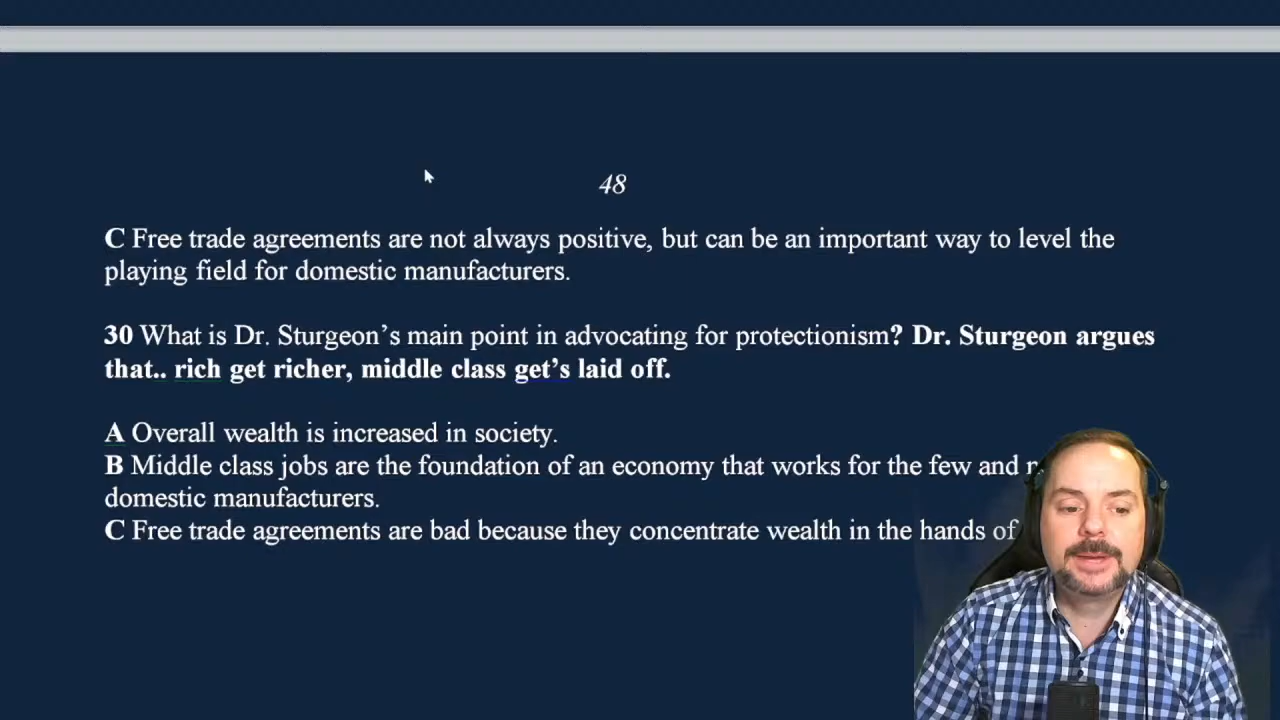 48
C Free trade agreements are not always positive, but can be an important way to level the
playing field for domestic manufacturers.
30 What is Dr. Sturgeon’s main point in advocating for protectionism? Dr. Sturgeon argues
that.. rich get richer, middle class get’s laid off.
A Overall wealth is increased in society.
B Middle class jobs are the foundation of an economy that works for the few and
domestic manufacturers.
C Free trade agreements are bad because they concentrate wealth in the hands of